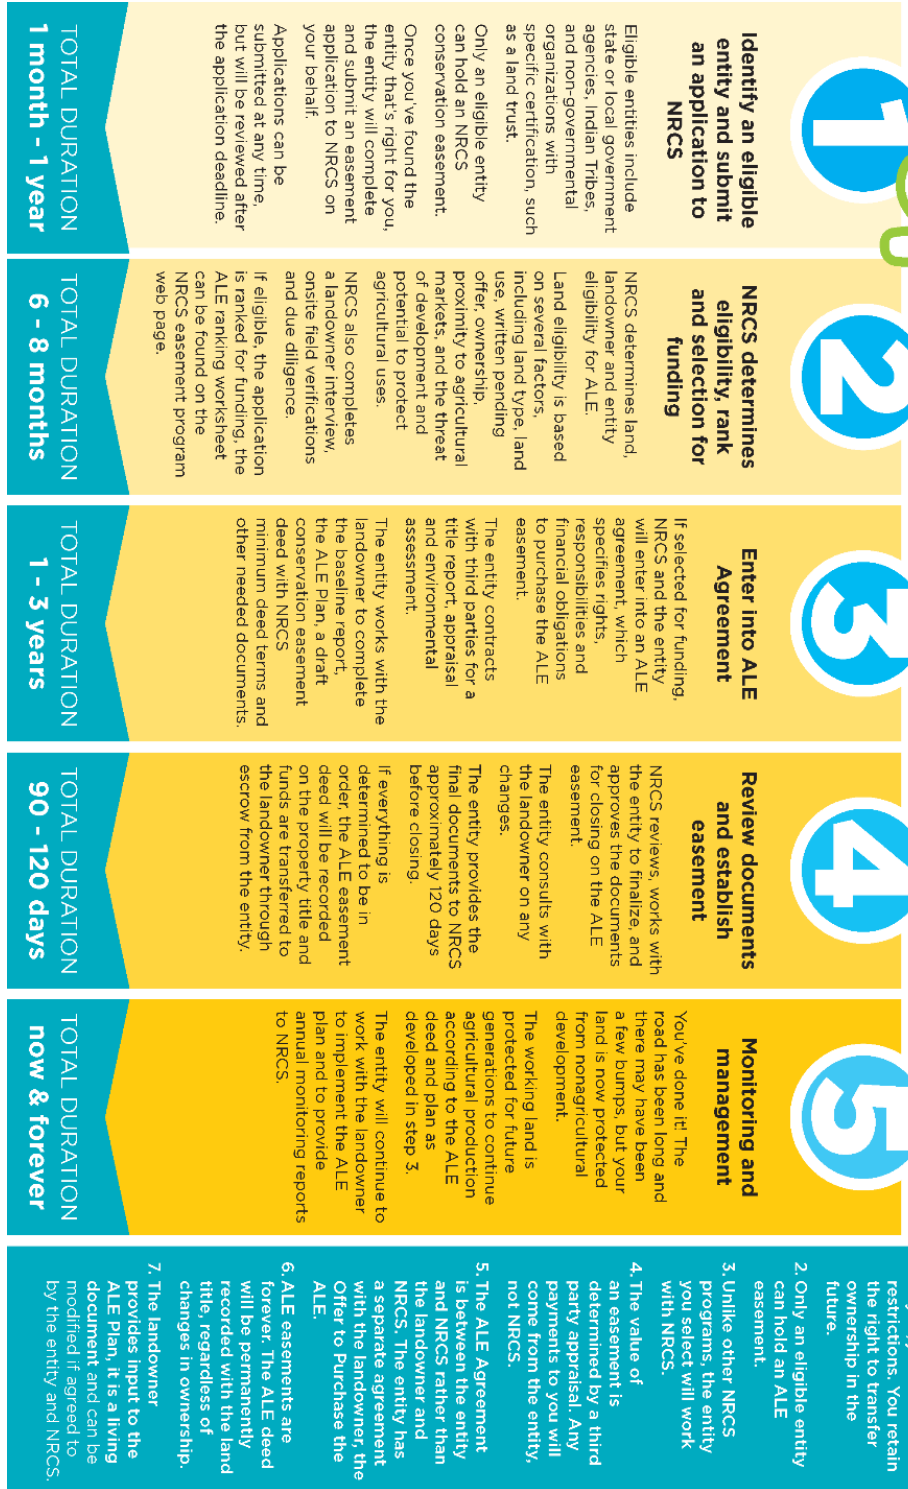 1
Identify an eligible
entity and submit
an application to
NRCS
Eligible entities include
state or local government
agencies, Indian Tribes,
and non-governmental
organizations with
specific certification, such
as a land trust.
Only an eligible entity
can hold an NRCS
conservation easement.
Once you've found the
entity that's right for you,
the entity will complete
and submit an easement
application to NRCS on
your behalf.
Applications can be
submitted at any time,
but will be reviewed after
the application deadline.
TOTAL DURATION
1 month - 1 year
2
NRCS determines
eligibility, rank
and selection for
funding
NRCS determines land,
landowner and entity
eligibility for ALE.
Land eligibility is based
on several factors,
including land type, land
use, written pending
offer, ownership,
proximity to agricultural
markets, and the threat
of development and
potential to protect
agricultural uses.
NRCS also completes
a landowner interview,
onsite field verifications
and due diligence.
If eligible, the application
is ranked for funding, the
ALE ranking worksheet
can be found on the
NRCS easement program
web page.
TOTAL DURATION
6 - 8 months
3
Enter into ALE
Agreement
If selected for funding,
NRCS and the entity
will enter into an ALE
agreement, which
specifies rights,
responsibilities and
financial obligations
to purchase the ALE
easement.
The entity contracts
with third parties for a
title report, appraisal
and environmental
assessment.
The entity works with the
landowner to complete
the baseline report,
the ALE Plan, a draft
conservation easement
deed with NRCS
minimum deed terms and
other needed documents.
TOTAL DURATION
1 - 3 years
4
Review documents
and establish
easement
NRCS reviews, works with
the entity to finalize, and
approves the documents
for closing on the ALE
easement.
The entity consults with
the landowner on any
changes.
The entity provides the
final documents to NRCS
approximately 120 days
before closing.
If everything is
determined to be in
order, the ALE easement
deed will be recorded
on the property title and
funds are transferred to
the landowner through
escrow from the entity.
TOTAL DURATION
90 - 120 days
5
Monitoring and
management
You've done it! The
road has been long and
there may have been
a few bumps, but your
land is now protected
from nonagricultural
development.
The working land is
protected for future
generations to continue
agricultural production
according to the ALE
deed and plan as
developed in step 3.
The entity will continue to
work with the landowner
to implement the ALE
plan and to provide
annual monitoring reports
to NRCS.
TOTAL DURATION
now & forever
restrictions. You retain
the right to transfer
ownership in the
future.
2. Only an eligible entity
can hold an ALE
easement.
3. Unlike other NRCS
programs, the entity
you select will work
with NRCS.
4. The value of
an easement is
determined by a third
party appraisal. Any
payments to you will
come from the entity,
not NRCS.
5. The ALE Agreement
is between the entity
and NRCS rather than
the landowner and
NRCS. The entity has
a separate agreement
with the landowner, the
Offer to Purchase the
ALE.
6. ALE easements are
forever. The ALE deed
will be permanently
recorded with the land
title, regardless of
changes in ownership.
7. The landowner
provides input to the
ALE Plan, it is a living
document and can be
modified if agreed to
by the entity and NRCS.